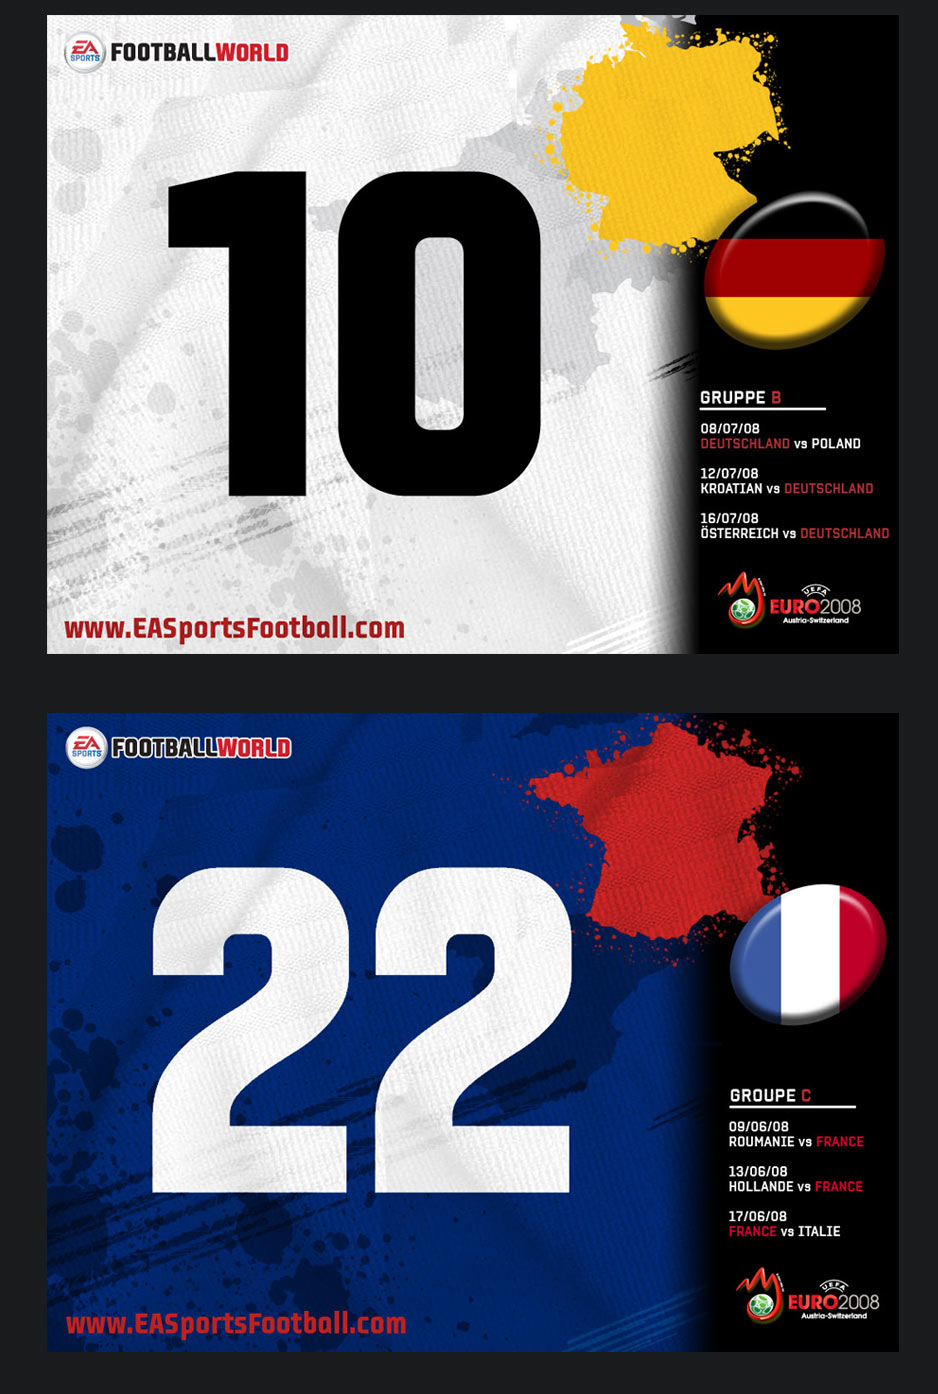 EA SPORTS FOOTBALLWORLD
10
GRUPPE B
08/07/08
DEUTSCHLAND vs POLAND
12/07/08
KROATIAN vs DEUTSCHLAND
16/07/08
ÖSTERREICH vs DEUTSCHLAND
UEFA
EURO2008
Austria-Switzerland
www.EASportsFootball.com
EA SPORTS FOOTBALLWORLD
22
GROUPE C
09/06/08
ROUMANIE vs FRANCE
13/06/08
HOLLANDE vs FRANCE
17/06/08
FRANCE vs ITALIE
UEFA
EURO2008
Austria-Switzerland
www.EASportsFootball.com